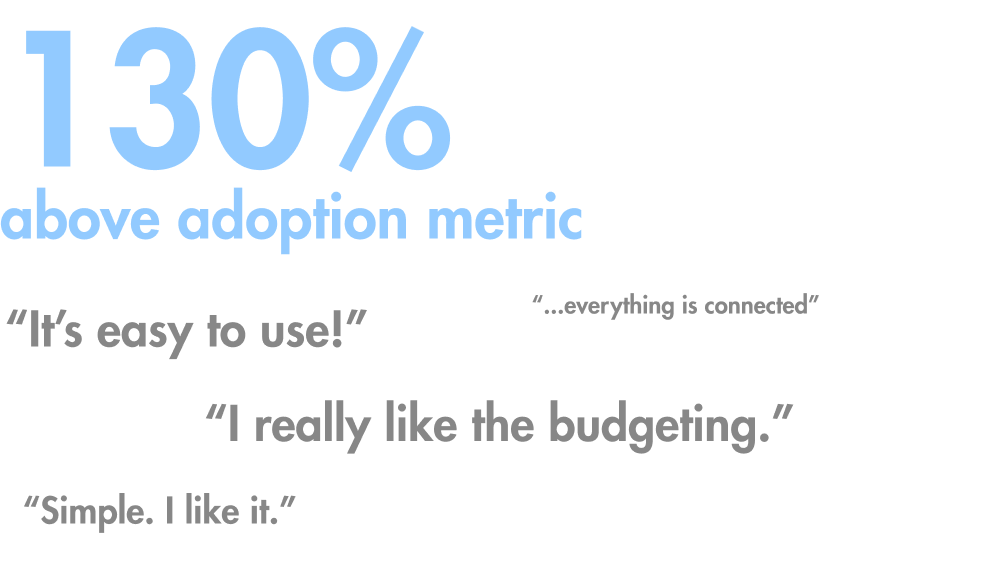 130%
above adoption metric
“...everything is connected”
“It’s easy to use!”
“I really like the budgeting.”
“Simple. I like it.”